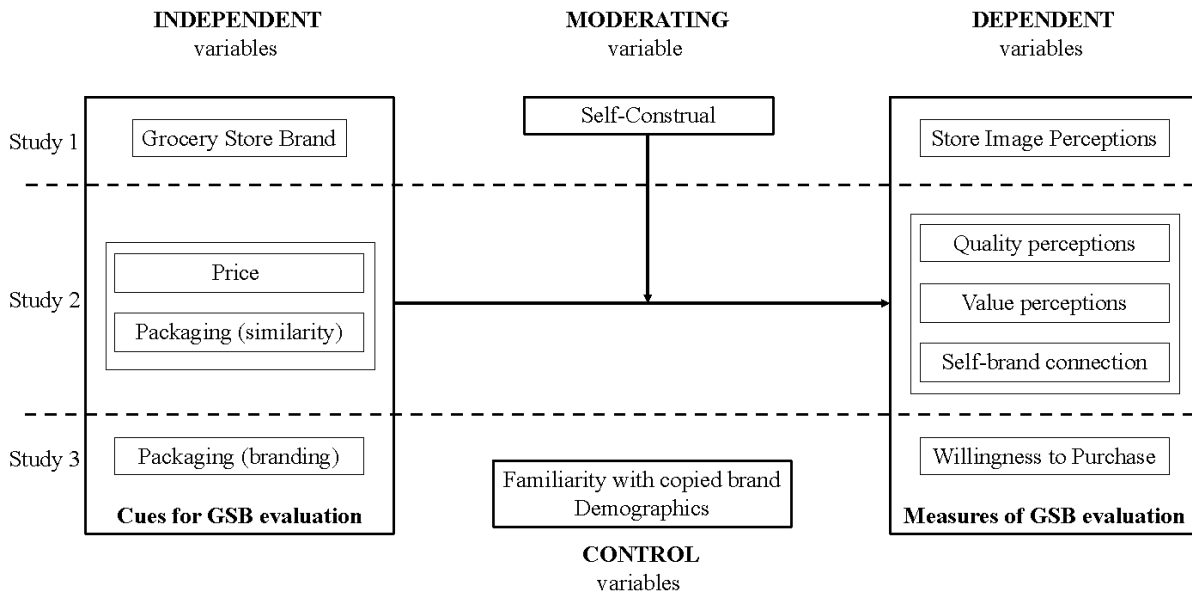 INDEPENDENT
variables
MODERATING
variable
DEPENDENT
variables
Study 1
Grocery Store Brand
Self-Construal
Store Image Perceptions
Study 2
Price
Packaging (similarity)
Quality perceptions
Value perceptions
Self-brand connection
Study 3
Packaging (branding)
Cues for GSB evaluation
Familiarity with copied brand
Demographics
Willingness to Purchase
Measures of GSB evaluation
CONTROL
variables